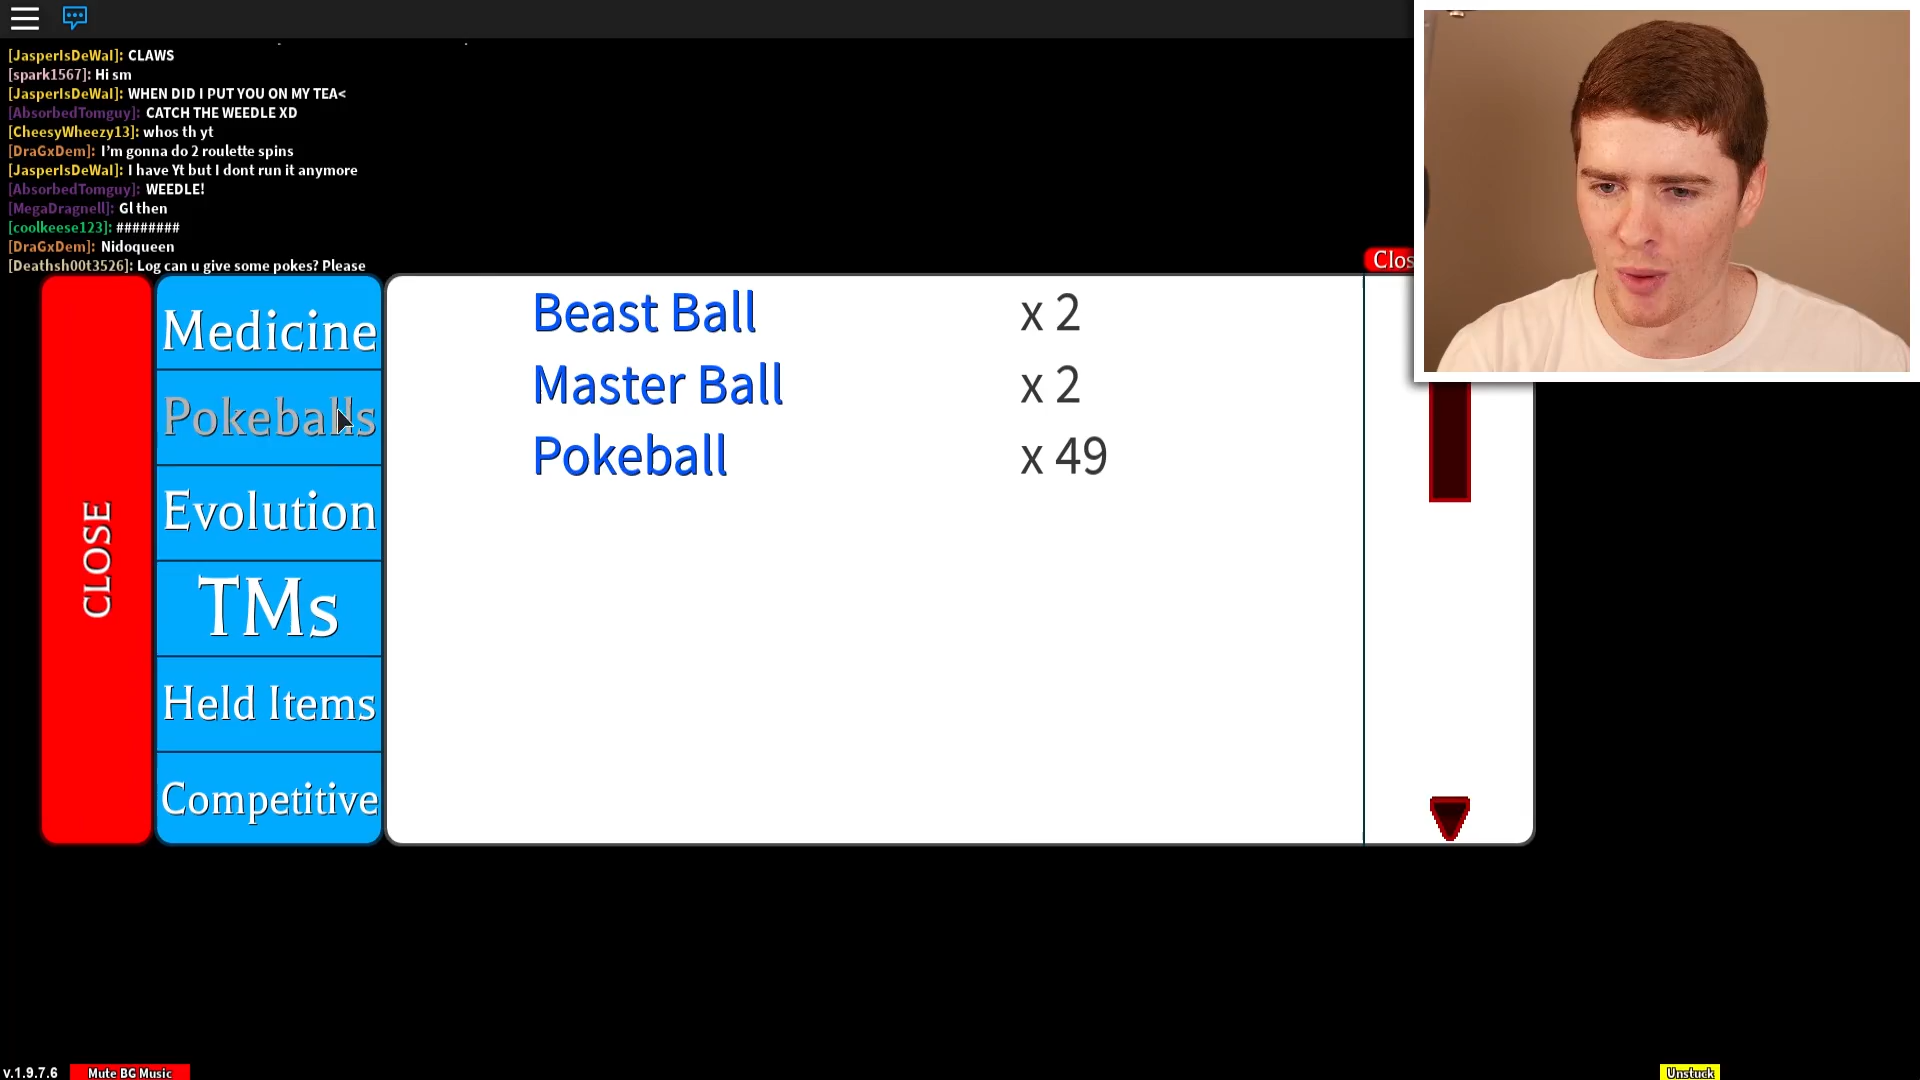 [JasperIsDeWal]: CLAWS
[spark1567]: Hi sm
[JasperIsDeWal]: WHEN DID I PUT YOU ON MY TEA<
[AbsorbedTomguy]: CATCH THE WEEDLE XD
[CheesyWheezy13]: whos th yt
[DraGxDem]: I'm gonna do 2 roulette spins
[JasperIsDeWal]: I have Yt but I dont run it anymore
[AbsorbedTomguy]: WEEDLE!
[MegaDragnell]: Gl then
[coolkeese123]: ########
[DraGxDem]: Nidoqueen
[Deathsh00t3526]: Log can u give some pokes? Please
Clos
CLOSE
Medicine
Pokeballs
Evolution
TMs
Held Items
Competitive
Beast Ball x 2
Master Ball x 2
Pokeball x 49
v.1.9.7.6
Mute BG Music
Unstuck